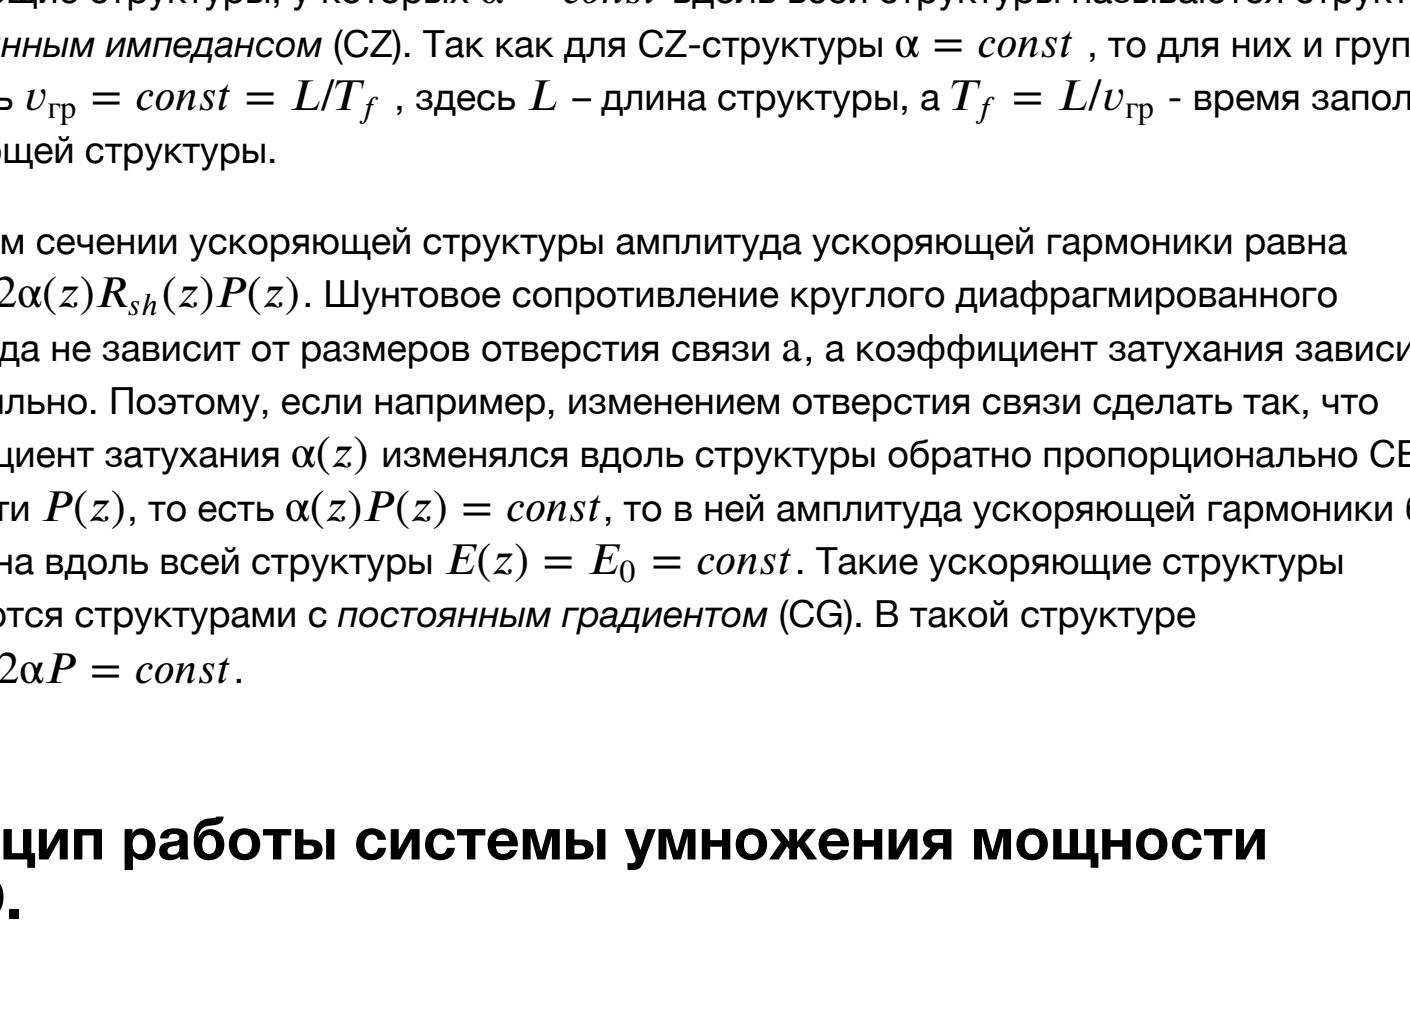 щие структуры, у которых α = const вдоль всей структуры называются структ
нным импедансом (CZ). Так как для CZ-структуры α = const , то для них и груп
ь v_гр = const = L/T_f , здесь L – длина структуры, а T_f = L/v_гр - время запол
щей структуры.
м сечении ускоряющей структуры амплитуда ускоряющей гармоники равна
2α(z)R_sh(z)P(z). Шунтовое сопротивление круглого диафрагмированного
да не зависит от размеров отверстия связи a, а коэффициент затухания зависи
льно. Поэтому, если например, изменением отверстия связи сделать так, что
циент затухания α(z) изменялся вдоль структуры обратно пропорционально СВ
ти P(z), то есть α(z)P(z) = const, то в ней амплитуда ускоряющей гармоники
на вдоль всей структуры E(z) = E_0 = const. Такие ускоряющие структуры
тся структурами с постоянным градиентом (CG). В такой структуре
2αP = const.
цип работы системы умножения мощности